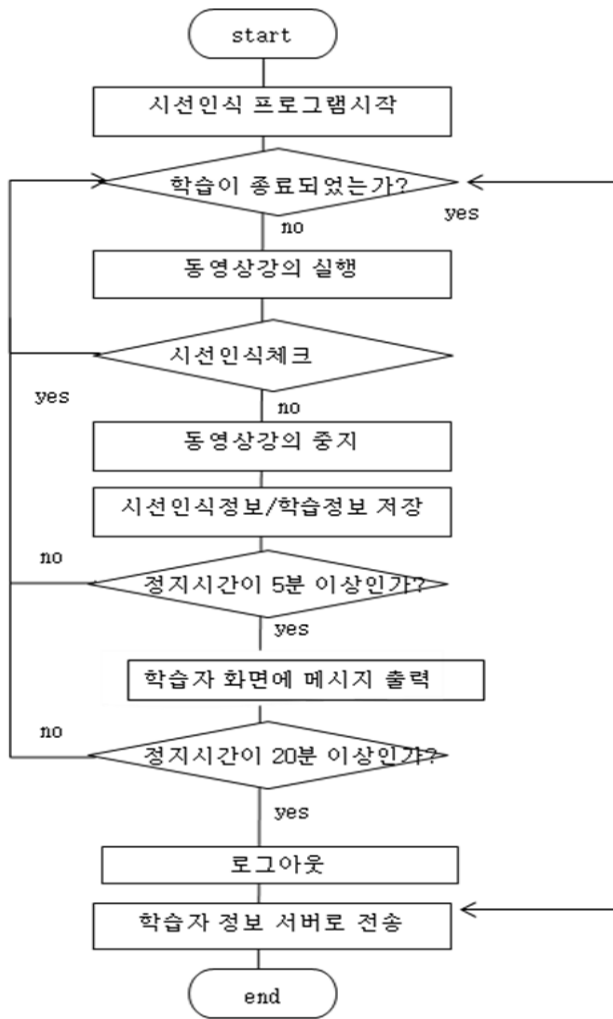 start
시선인식 프로그램시작
학습이 종료되었는가?
yes
no
동영상강의 실행
시선인식체크
yes
no
동영상강의 중지
시선인식정보/학습정보 저장
no
정지시간이 5분 이상인가?
yes
학습자 화면에 메시지 출력
no
정지시간이 20분 이상인가?
yes
로그아웃
학습자 정보 서버로 전송
end